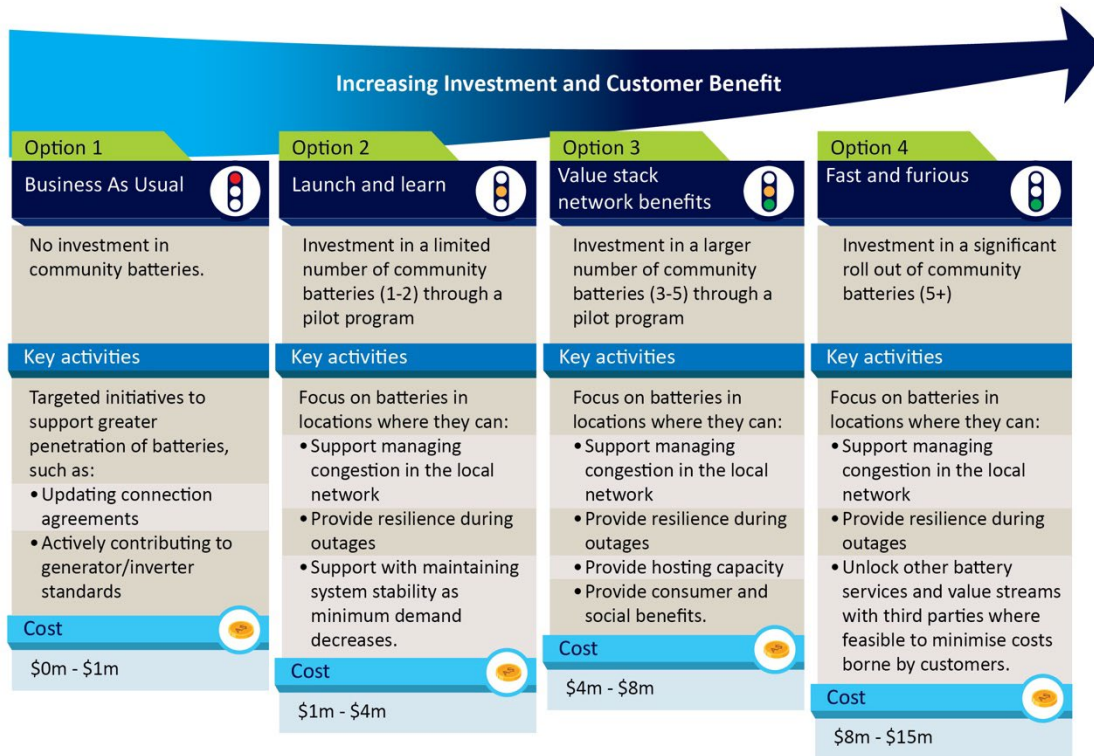 Increasing Investment and Customer Benefit
Option 1
Business As Usual
No investment in
community batteries.
Key activities
Targeted initiatives to
support greater
penetration of batteries,
such as:
• Updating connection
agreements
• Actively contributing to
generator/inverter
standards
Cost
$0m - $1m
Option 2
Launch and learn
Investment in a limited
number of community
batteries (1-2) through a
pilot program
Key activities
Focus on batteries in
locations where they can:
• Support managing
congestion in the local
network
• Provide resilience during
outages
• Support with maintaining
system stability as
minimum demand
decreases.
Cost
$1m - $4m
Option 3
Value stack
network benefits
Investment in a larger
number of community
batteries (3-5) through a
pilot program
Key activities
Focus on batteries in
locations where they can:
• Support managing
congestion in the local
network
• Provide resilience during
outages
• Provide hosting capacity
• Provide consumer and
social benefits.
Cost
$4m - $8m
Option 4
Fast and furious
Investment in a significant
roll out of community
batteries (5+)
Key activities
Focus on batteries in
locations where they can:
• Support managing
congestion in the local
network
• Provide resilience during
outages
• Unlock other battery
services and value streams
with third parties where
feasible to minimise costs
borne by customers.
Cost
$8m - $15m